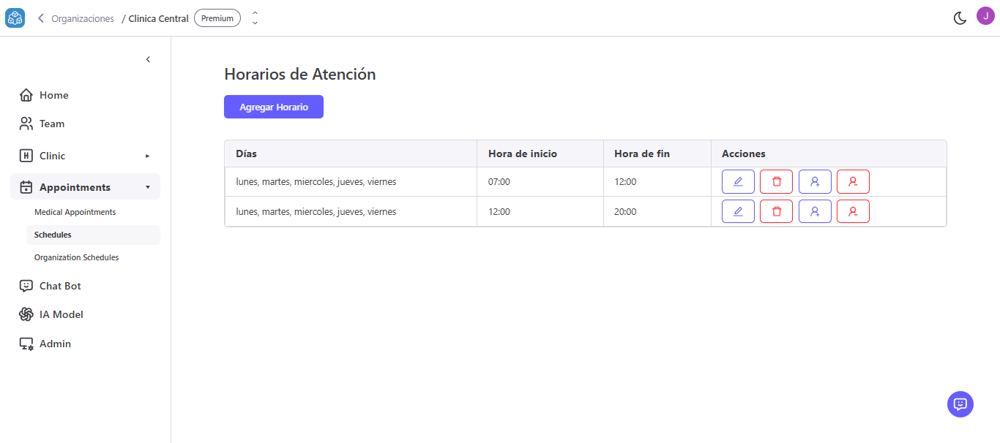 Organizaciones / Clinica Central Premium
J
Horarios de Atención
Home
Agregar Horario
Team
Días Hora de inicio Hora de fin Acciones
Clinic
lunes, martes, miercoles, jueves, viernes 07:00 12:00
Appointments
Medical Appointments
lunes, martes, miercoles, jueves, viernes 12:00 20:00
Schedules
Organization Schedules
Chat Bot
IA Model
Admin